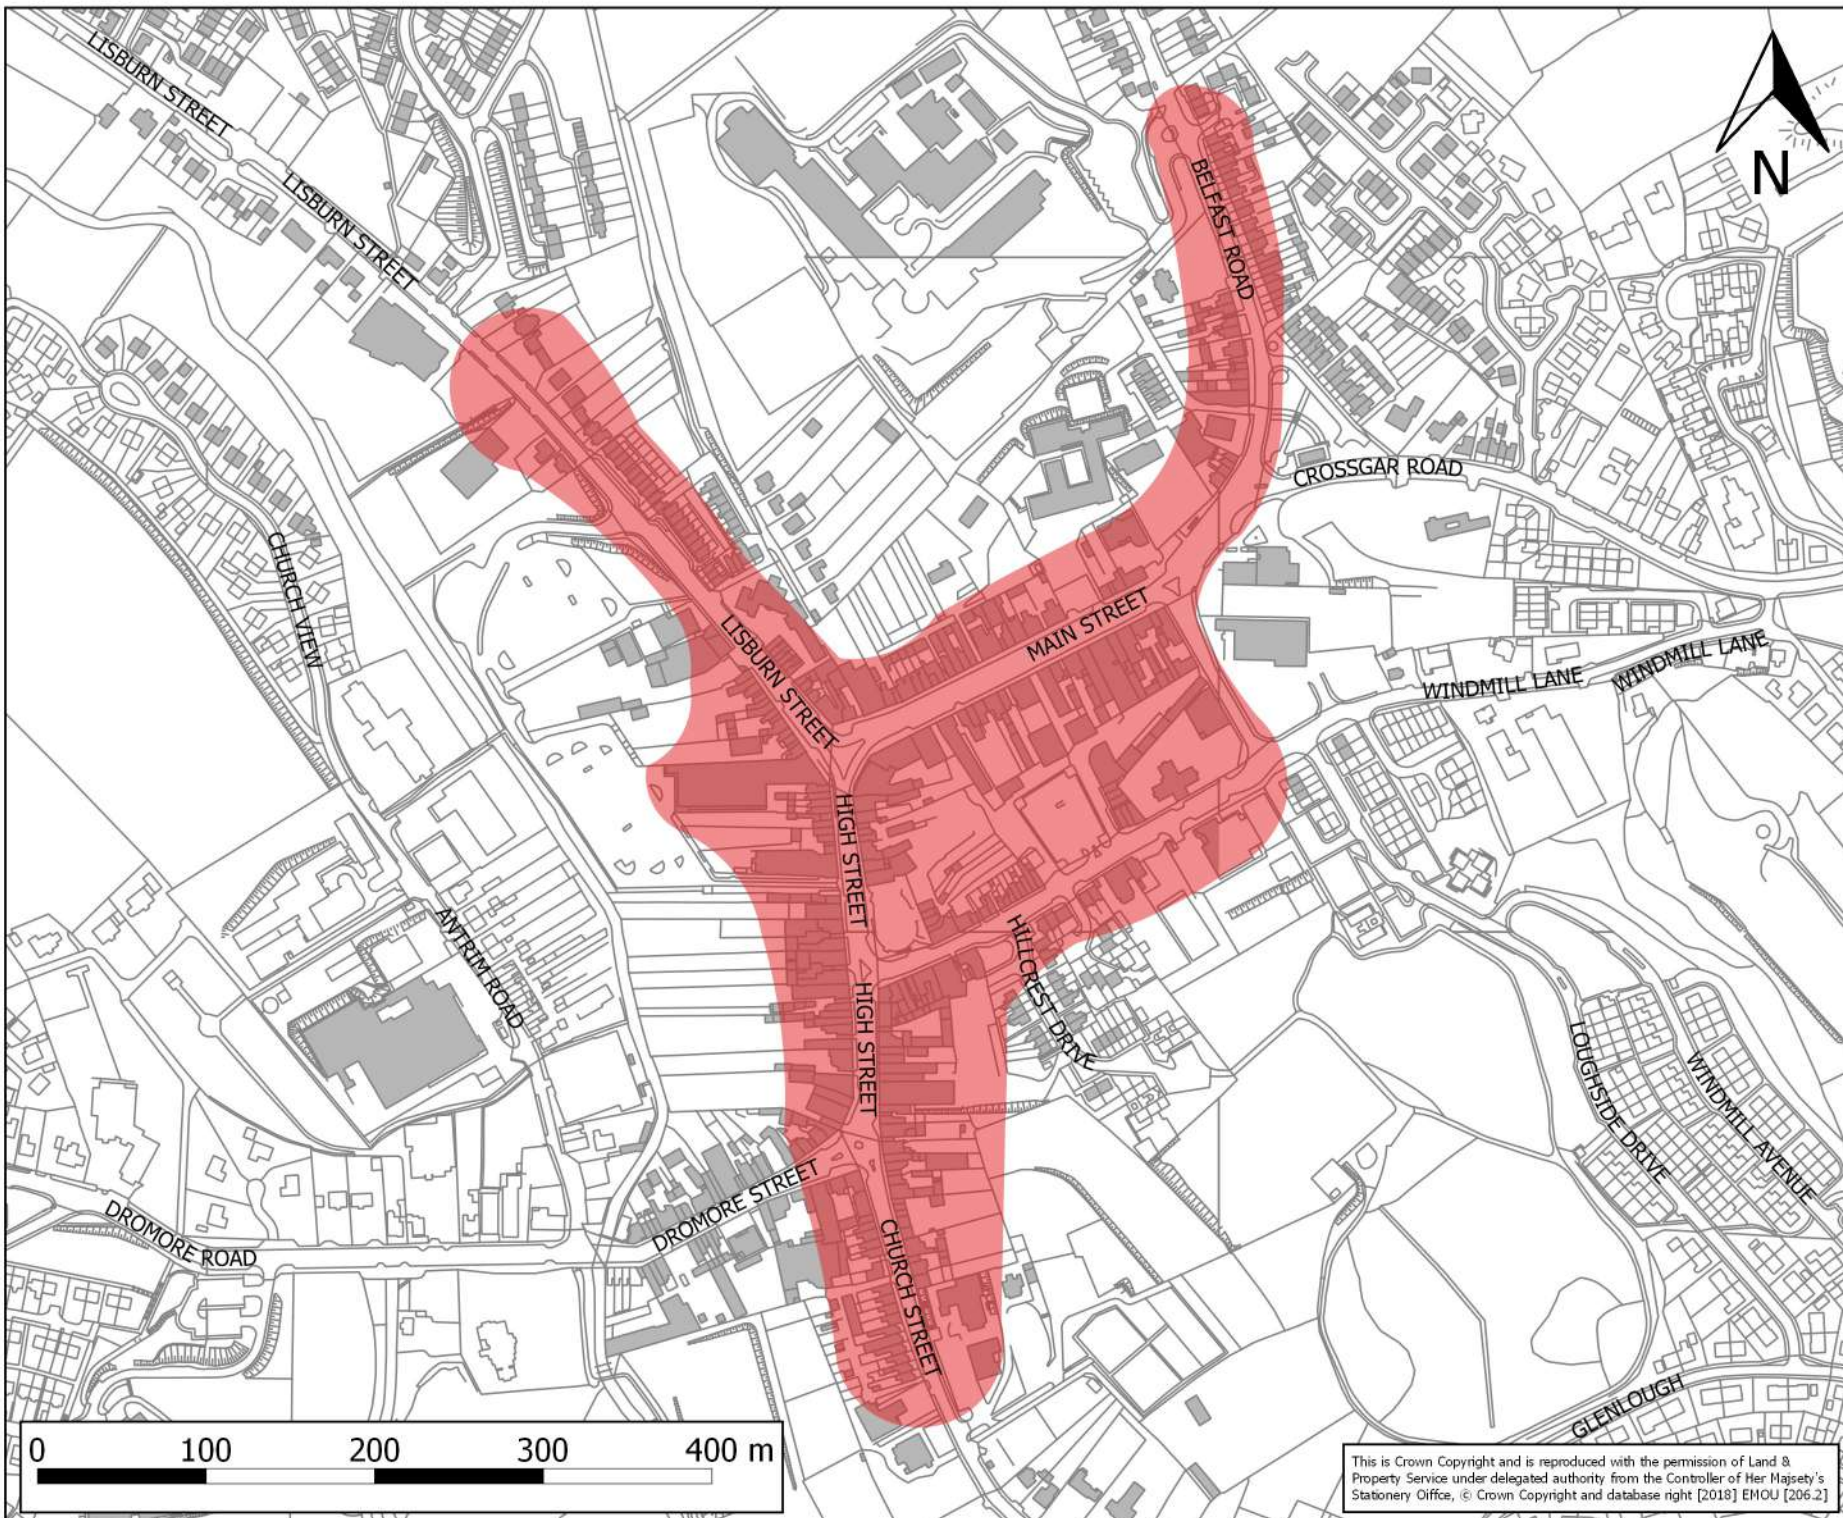 LISBURN STREET
LISBURN STREET
N
BELFAST ROAD
CROSSGAR ROAD
CHURCH VIEW
LISBURN STREET
MAIN STREET
WINDMILL LANE
WINDMILL LANE
HIGH STREET
HILLCREST DRIVE
ANTRIM ROAD
HIGH STREET
LOUGHSIDE DRIVE
WINDMILL AVENUE
DROMORE STREET
DROMORE ROAD
CHURCH STREET
GLENLOUGH
0 100 200 300 400 m
This is Crown Copyright and is reproduced with the permission of Land &
Property Service under delegated authority from the Controller of Her Majsety's
Stationery Oiffce, © Crown Copyright and database right [2018] EMOU [206.2]